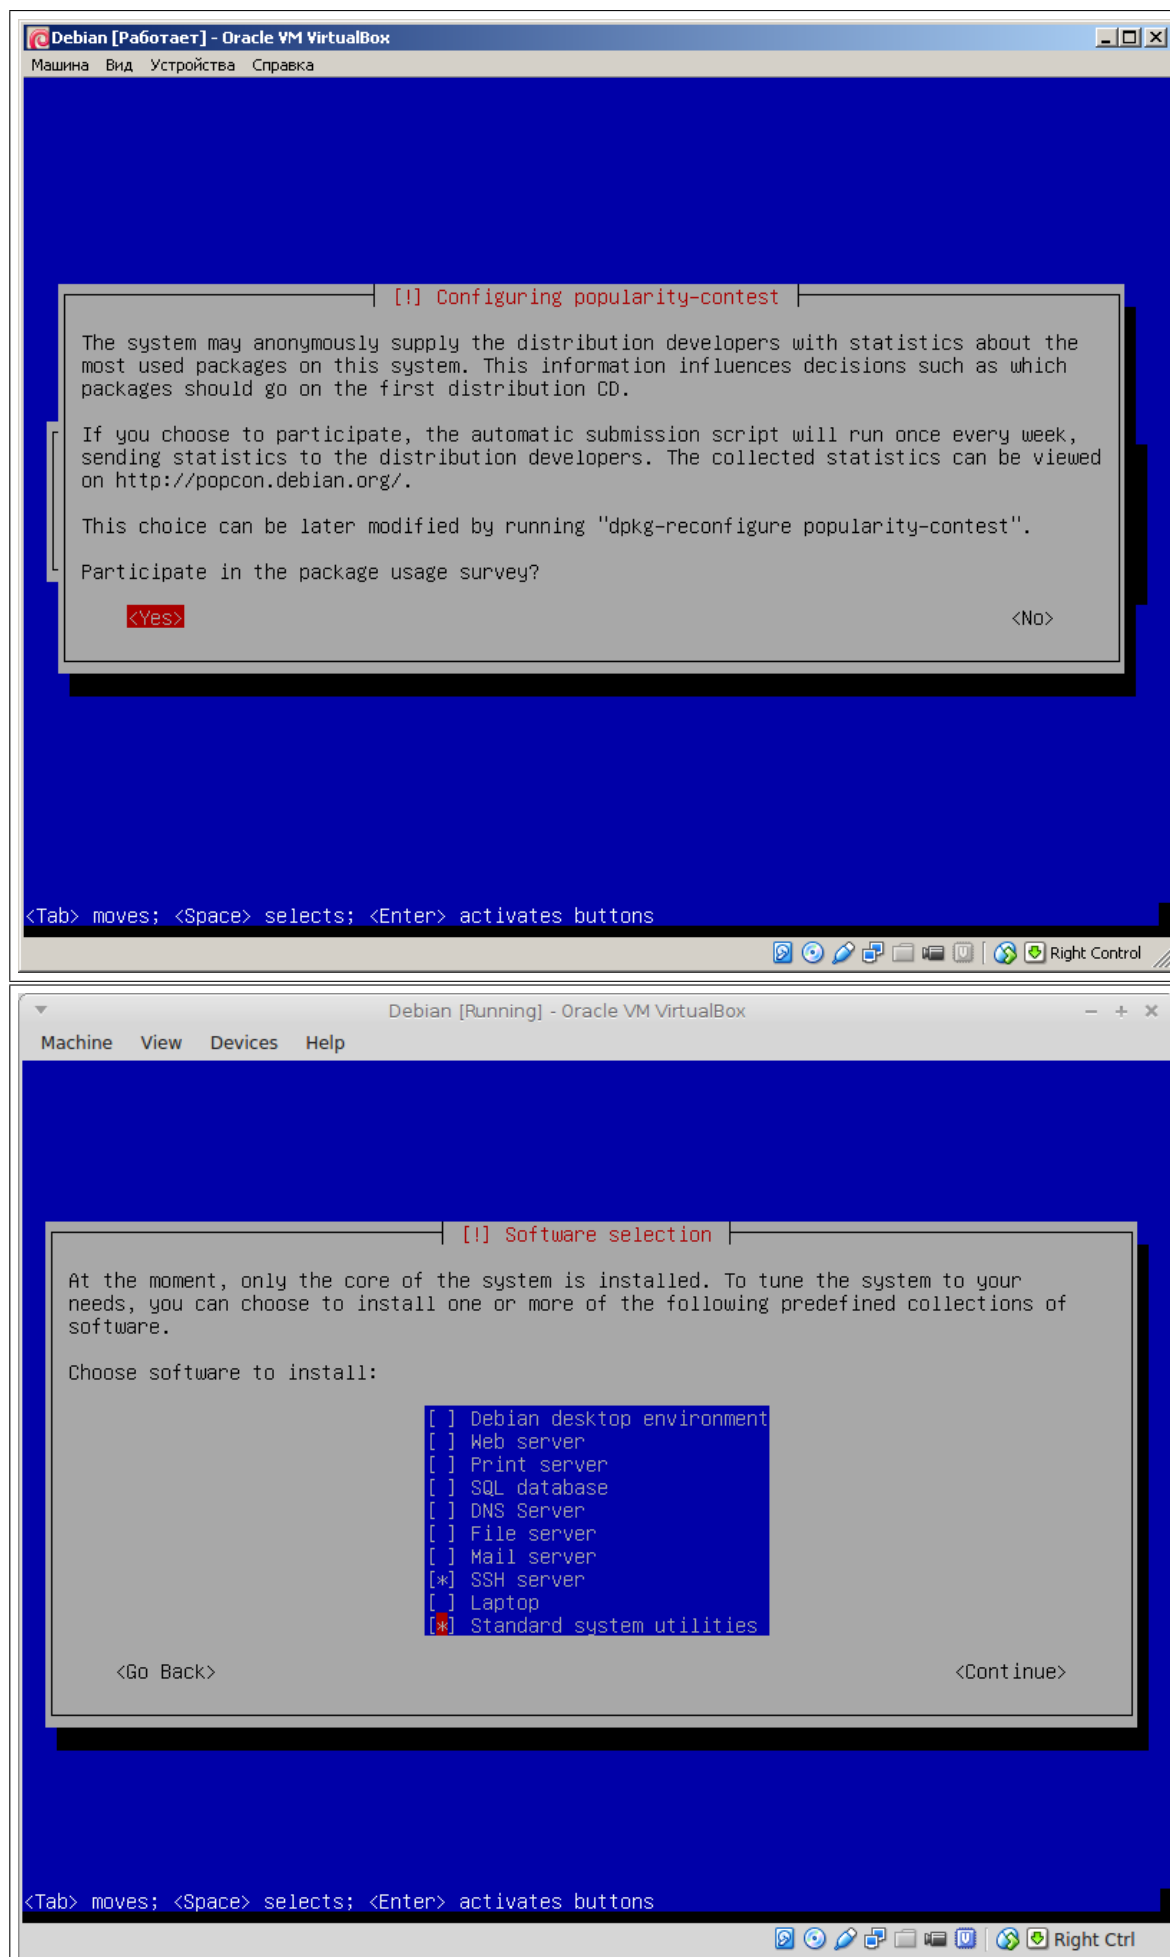 Debian [Работает] - Oracle VM VirtualBox
Машина Вид Устройства Справка
[!] Configuring popularity-contest
The system may anonymously supply the distribution developers with statistics about the
most used packages on this system. This information influences decisions such as which
packages should go on the first distribution CD.
If you choose to participate, the automatic submission script will run once every week,
sending statistics to the distribution developers. The collected statistics can be viewed
on http://popcon.debian.org/.
This choice can be later modified by running "dpkg-reconfigure popularity-contest".
Participate in the package usage survey?
<Yes> <No>
<Tab> moves; <Space> selects; <Enter> activates buttons
Right Control
Debian [Running] - Oracle VM VirtualBox
Machine View Devices Help
[!] Software selection
At the moment, only the core of the system is installed. To tune the system to your
needs, you can choose to install one or more of the following predefined collections of
software.
Choose software to install:
[ ] Debian desktop environment
[ ] Web server
[ ] Print server
[ ] SQL database
[ ] DNS Server
[ ] File server
[ ] Mail server
[*] SSH server
[ ] Laptop
[*] Standard system utilities
<Go Back> <Continue>
<Tab> moves; <Space> selects; <Enter> activates buttons
Right Ctrl